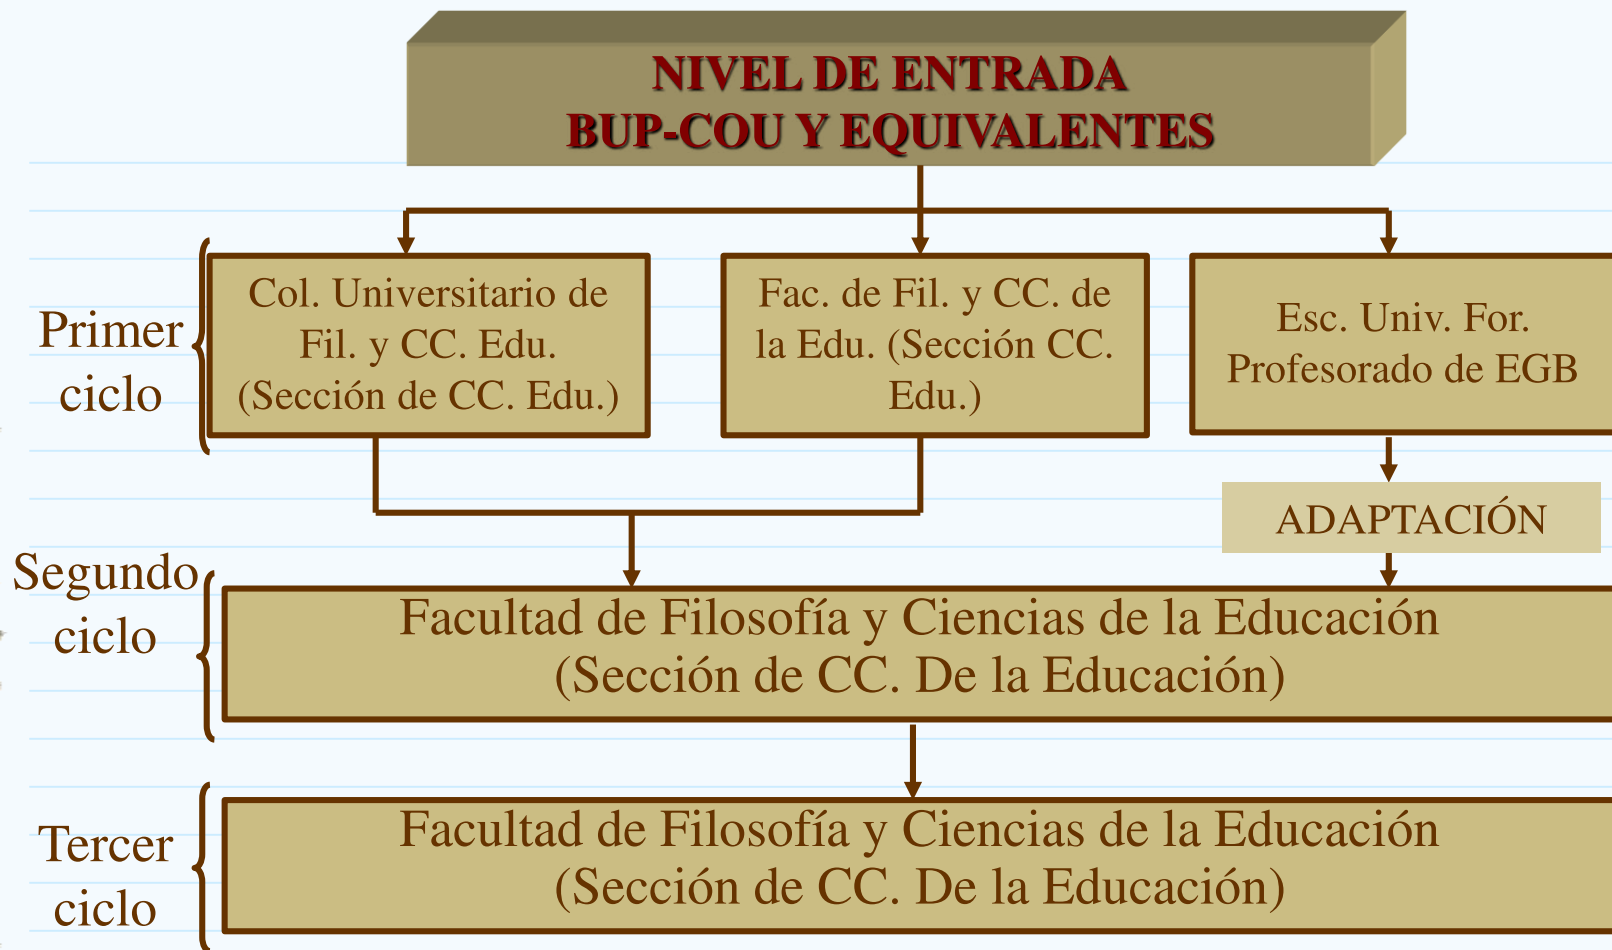 NIVEL DE ENTRADA
BUP-COU Y EQUIVALENTES
Primer
ciclo
Col. Universitario de
Fil. y CC. Edu.
(Sección de CC. Edu.)
Fac. de Fil. y CC. de
la Edu. (Sección CC.
Edu.)
Esc. Univ. For.
Profesorado de EGB
ADAPTACIÓN
Segundo
ciclo
Facultad de Filosofía y Ciencias de la Educación
(Sección de CC. De la Educación)
Tercer
ciclo
Facultad de Filosofía y Ciencias de la Educación
(Sección de CC. De la Educación)